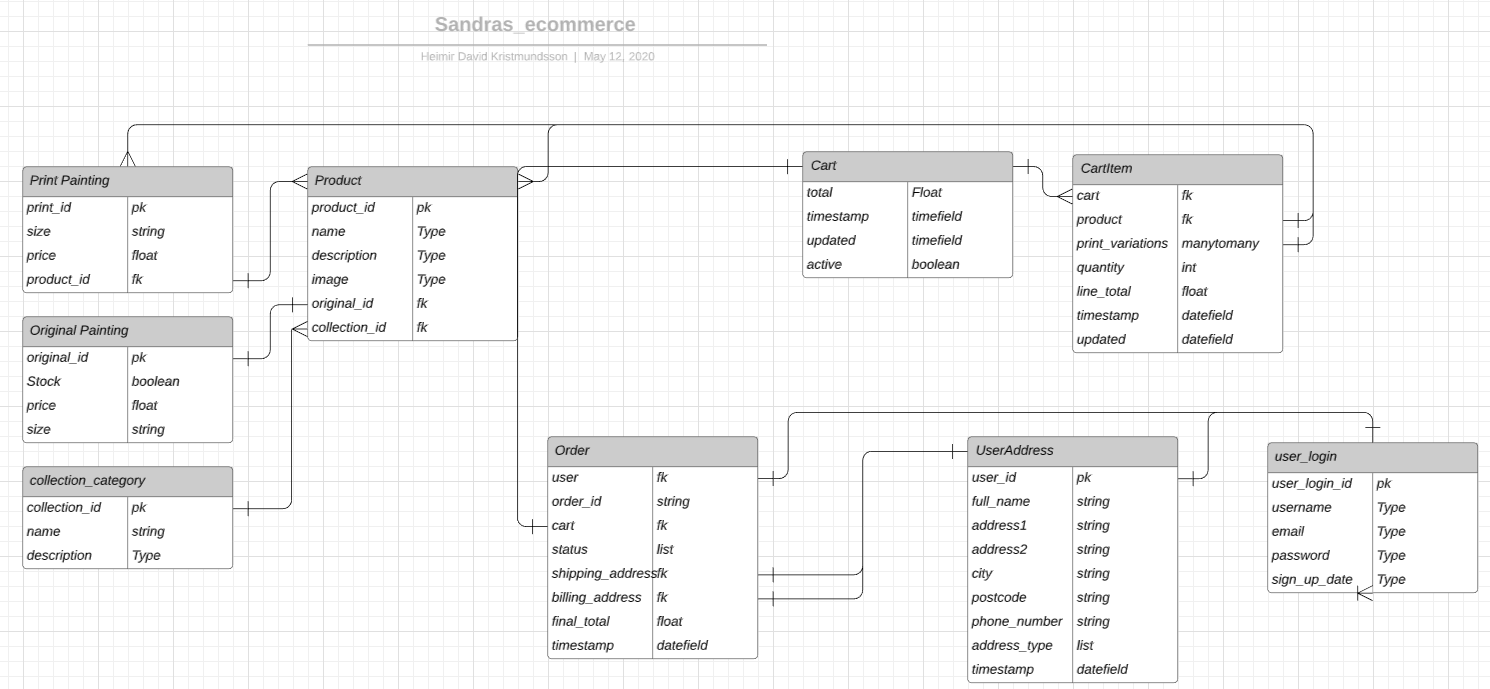 Sandras_ecommerce
Heimir David Kristmundsson | May 12, 2020
Print Painting
print_id pk
size string
price float
product_id fk
Original Painting
original_id pk
Stock boolean
price float
size string
collection_category
collection_id pk
name string
description Type
Product
product_id pk
name Type
description Type
image Type
original_id fk
collection_id fk
Cart
total Float
timestamp timefield
updated timefield
active boolean
CartItem
cart fk
product fk
print_variations manytomany
quantity int
line_total float
timestamp datefield
updated datefield
Order
user fk
order_id string
cart fk
status list
shipping_address fk
billing_address fk
final_total float
timestamp datefield
UserAddress
user_id pk
full_name string
address1 string
address2 string
city string
postcode string
phone_number string
address_type list
timestamp datefield
user_login
user_login_id pk
username Type
email Type
password Type
sign_up_date Type